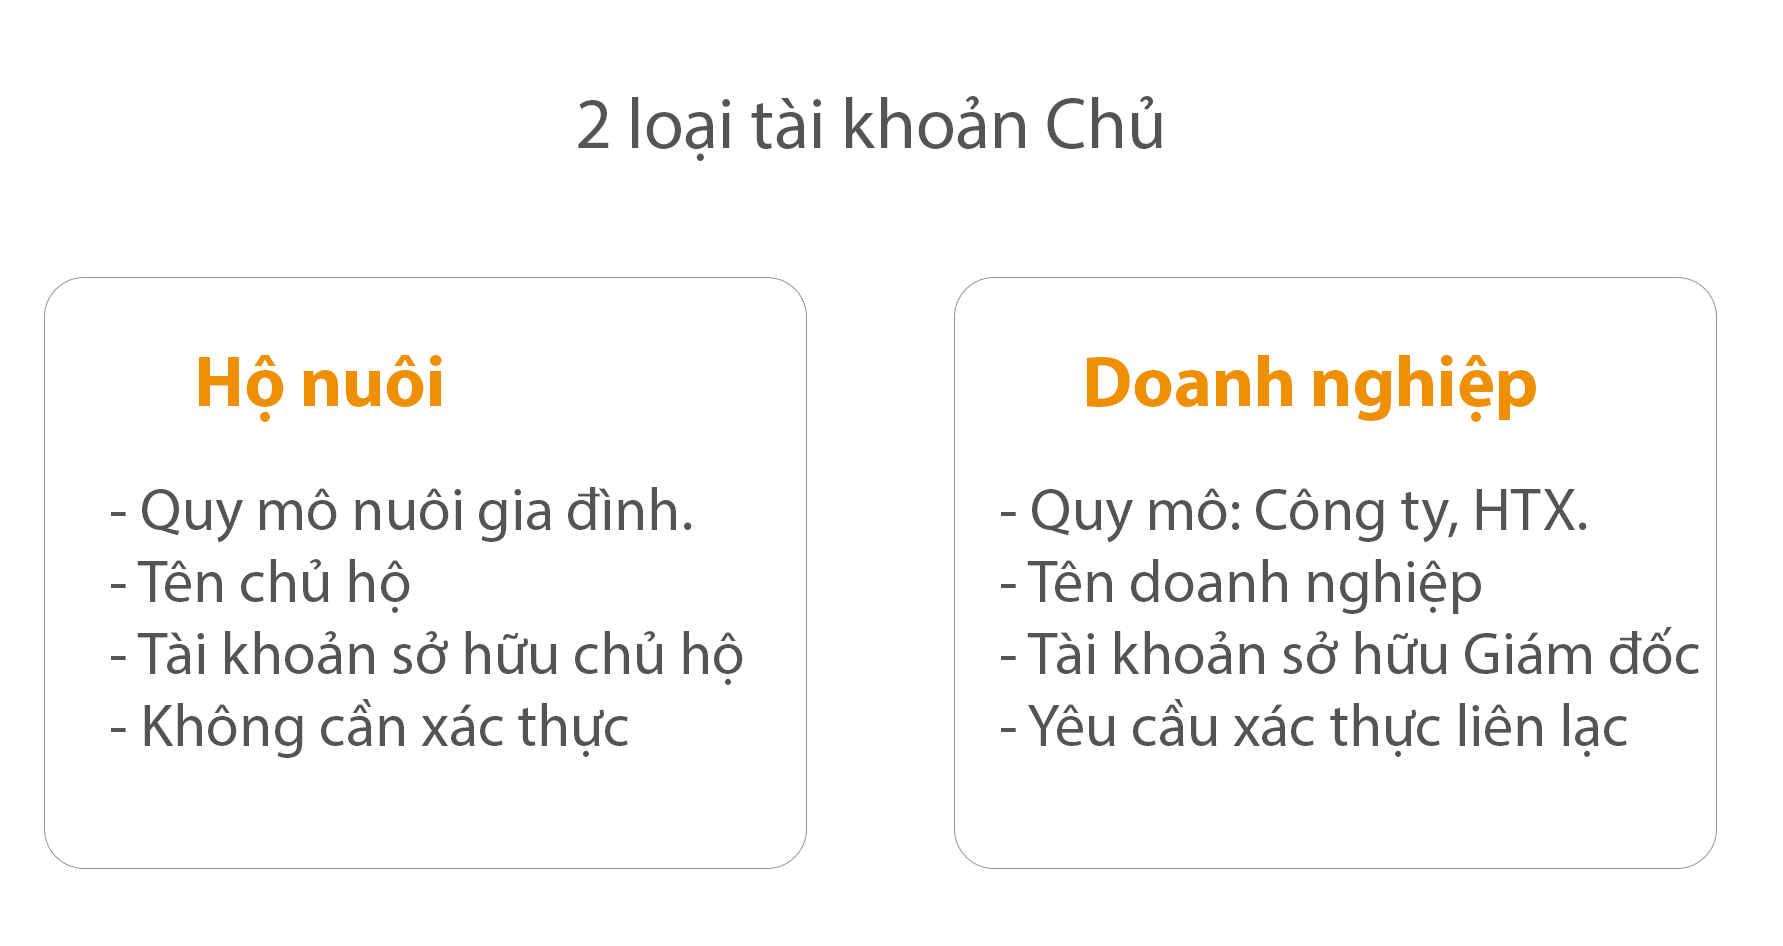 2 loại tài khoản Chủ
Hộ nuôi
- Quy mô nuôi gia đình.
- Tên chủ hộ
- Tài khoản sở hữu chủ hộ
- Không cần xác thực
Doanh nghiệp
- Quy mô: Công ty, HTX.
- Tên doanh nghiệp
- Tài khoản sở hữu Giám đốc
- Yêu cầu xác thực liên lạc